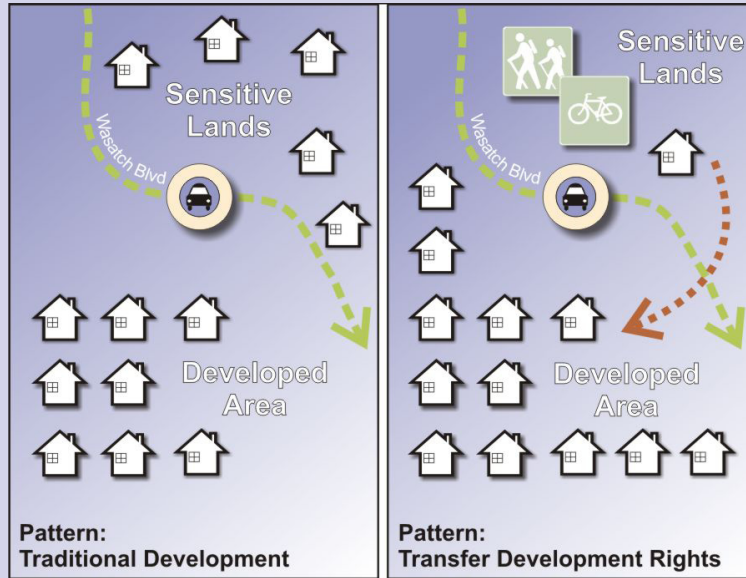 Sensitive
Lands
Wasatch Blvd
Developed
Area
Pattern:
Traditional Development
Sensitive
Lands
Wasatch Blvd
Developed
Area
Pattern:
Transfer Development Rights